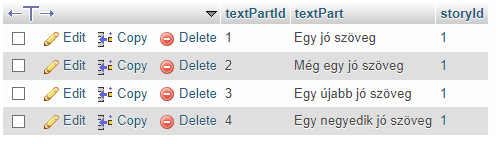 textPartId textPart storyId
Edit Copy Delete 1 Egy jó szöveg 1
Edit Copy Delete 2 Még egy jó szöveg 1
Edit Copy Delete 3 Egy újabb jó szöveg 1
Edit Copy Delete 4 Egy negyedik jó szöveg 1